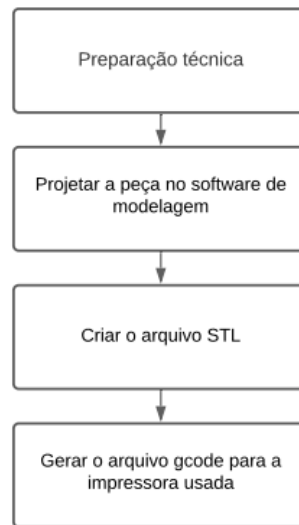 Preparação técnica
Projetar a peça no software de
modelagem
Criar o arquivo STL
Gerar o arquivo gcode para a
impressora usada